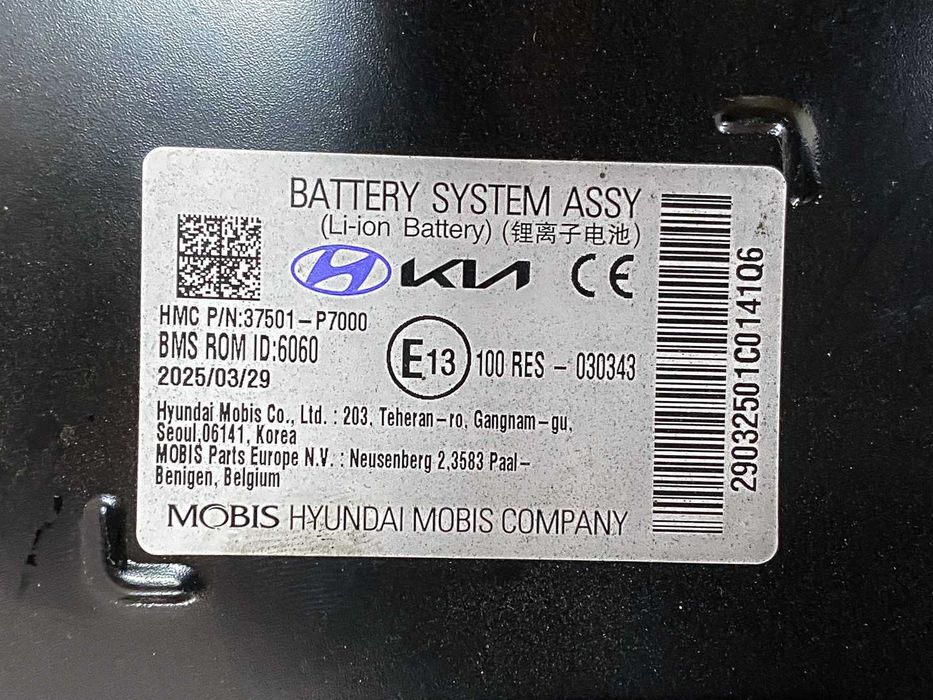 BATTERY SYSTEM ASSY
(Li-ion Battery) (锂离子电池)
KIA CE
HMC P/N:37501-P7000
BMS ROM ID:6060
2025/03/29
E13 100 RES - 030343
Hyundai Mobis Co., Ltd. : 203, Teheran-ro, Gangnam-gu,
Seoul,06141, Korea
MOBIS Parts Europe N.V. : Neusenberg 2,3583 Paal-
Benigen, Belgium
MOBIS HYUNDAI MOBIS COMPANY
29032501C0141Q6